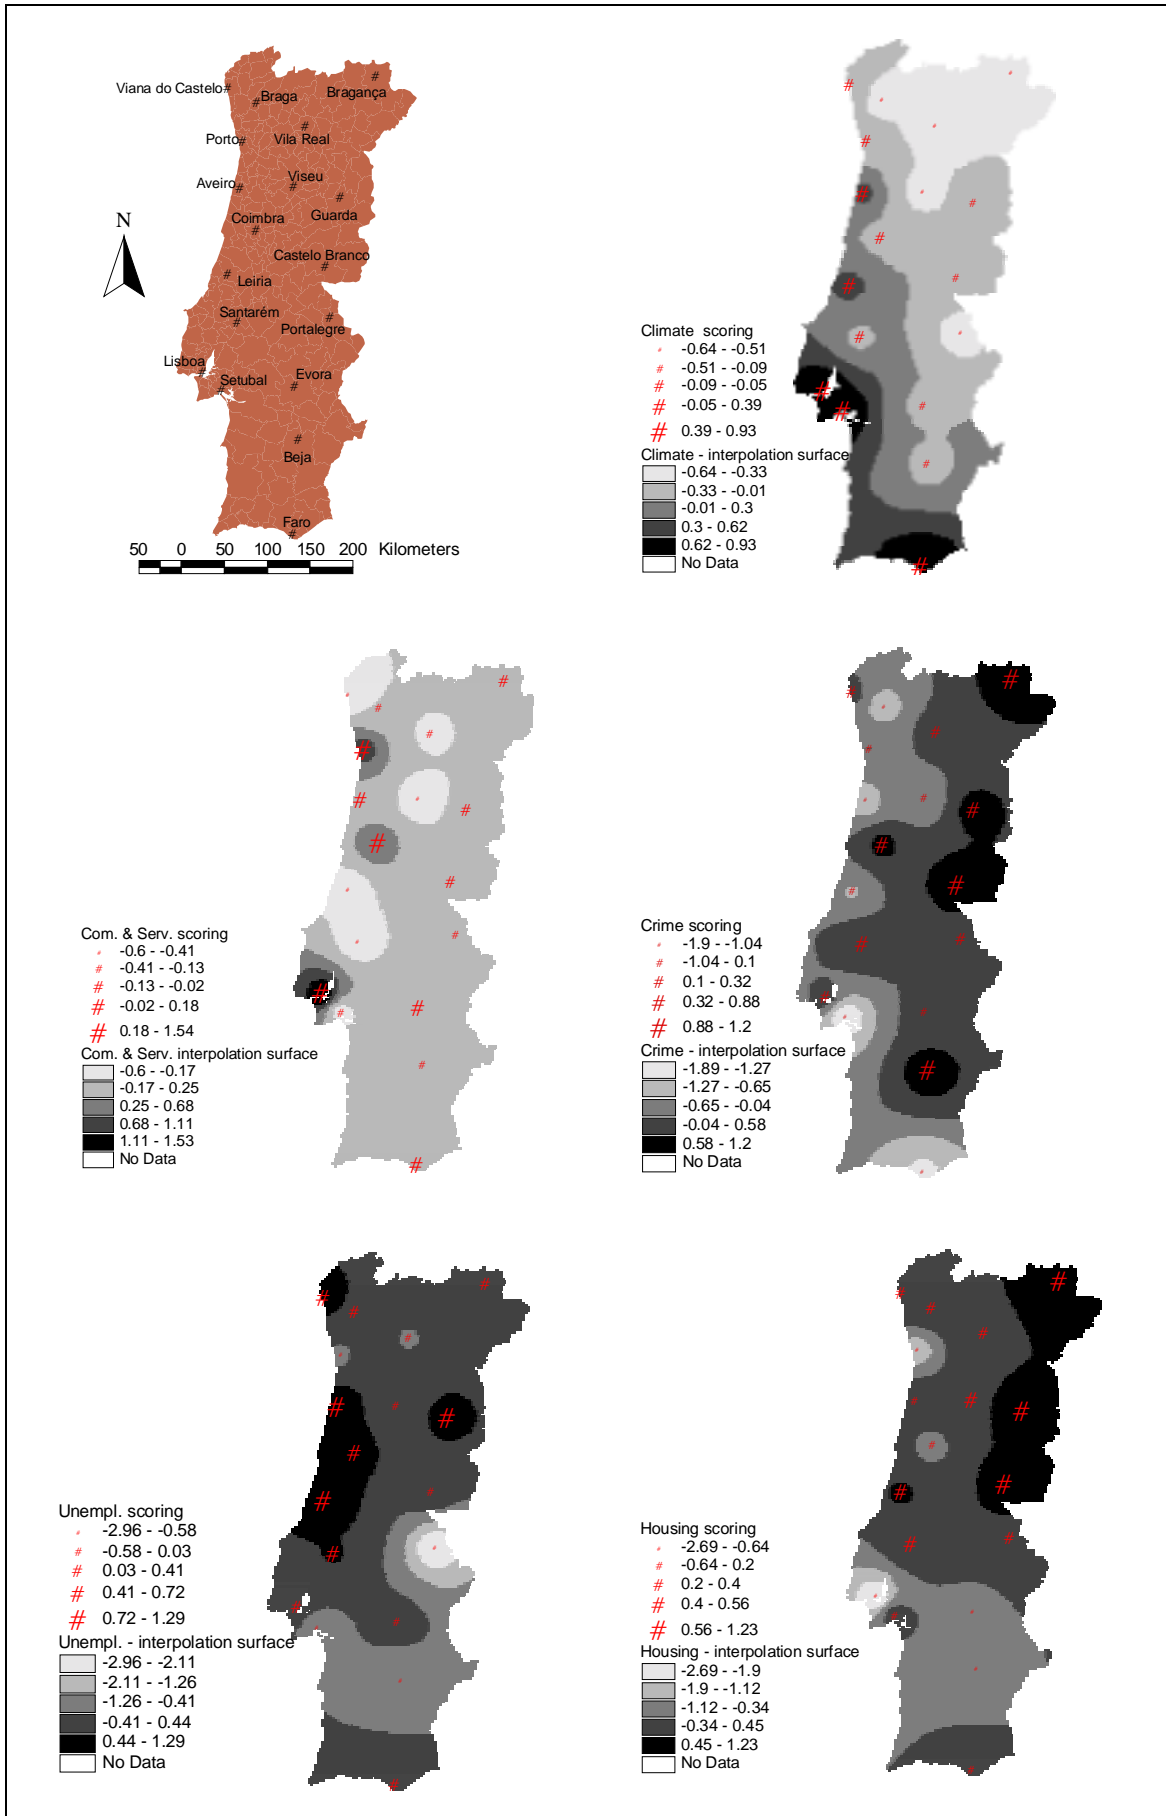 Viana do Castelo
Braga
Bragança
Porto
Vila Real
Aveiro
Viseu
Guarda
Coimbra
N
Castelo Branco
Leiria
Santarém
Portalegre
Lisboa
Setubal
Evora
Beja
Faro
50 0 50 100 150 200 Kilometers
Climate scoring
-0.64 - -0.51
-0.51 - -0.09
-0.09 - -0.05
-0.05 - 0.39
0.39 - 0.93
Climate - interpolation surface
-0.64 - -0.33
-0.33 - -0.01
-0.01 - 0.3
0.3 - 0.62
0.62 - 0.93
No Data
Com. & Serv. scoring
-0.6 - -0.41
-0.41 - -0.13
-0.13 - -0.02
-0.02 - 0.18
0.18 - 1.54
Com. & Serv. interpolation surface
-0.6 - -0.17
-0.17 - 0.25
0.25 - 0.68
0.68 - 1.11
1.11 - 1.53
No Data
Crime scoring
-1.9 - -1.04
-1.04 - 0.1
0.1 - 0.32
0.32 - 0.88
0.88 - 1.2
Crime - interpolation surface
-1.89 - -1.27
-1.27 - -0.65
-0.65 - -0.04
-0.04 - 0.58
0.58 - 1.2
No Data
Unempl. scoring
-2.96 - -0.58
-0.58 - 0.03
0.03 - 0.41
0.41 - 0.72
0.72 - 1.29
Unempl. - interpolation surface
-2.96 - -2.11
-2.11 - -1.26
-1.26 - -0.41
-0.41 - 0.44
0.44 - 1.29
No Data
Housing scoring
-2.69 - -0.64
-0.64 - 0.2
0.2 - 0.4
0.4 - 0.56
0.56 - 1.23
Housing - interpolation surface
-2.69 - -1.9
-1.9 - -1.12
-1.12 - -0.34
-0.34 - 0.45
0.45 - 1.23
No Data